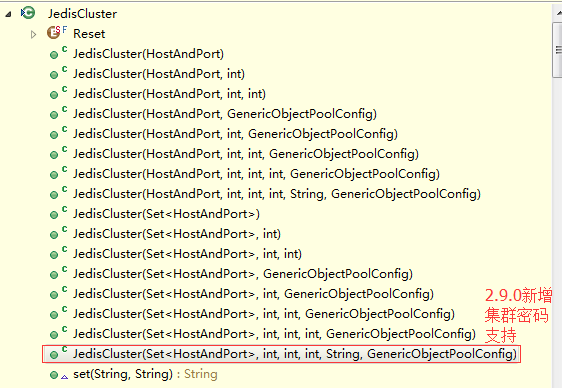 JedisCluster
Reset
JedisCluster(HostAndPort)
JedisCluster(HostAndPort, int)
JedisCluster(HostAndPort, int, int)
JedisCluster(HostAndPort, GenericObjectPoolConfig)
JedisCluster(HostAndPort, int, GenericObjectPoolConfig)
JedisCluster(HostAndPort, int, int, GenericObjectPoolConfig)
JedisCluster(HostAndPort, int, int, int, GenericObjectPoolConfig)
JedisCluster(HostAndPort, int, int, int, String, GenericObjectPoolConfig)
JedisCluster(Set<HostAndPort>)
JedisCluster(Set<HostAndPort>, int)
JedisCluster(Set<HostAndPort>, int, int)
JedisCluster(Set<HostAndPort>, GenericObjectPoolConfig)
JedisCluster(Set<HostAndPort>, int, GenericObjectPoolConfig)
JedisCluster(Set<HostAndPort>, int, int, GenericObjectPoolConfig)
JedisCluster(Set<HostAndPort>, int, int, int, GenericObjectPoolConfig)
JedisCluster(Set<HostAndPort>, int, int, int, String, GenericObjectPoolConfig)
set(String, String) : String
2.9.0新增
集群密码
支持